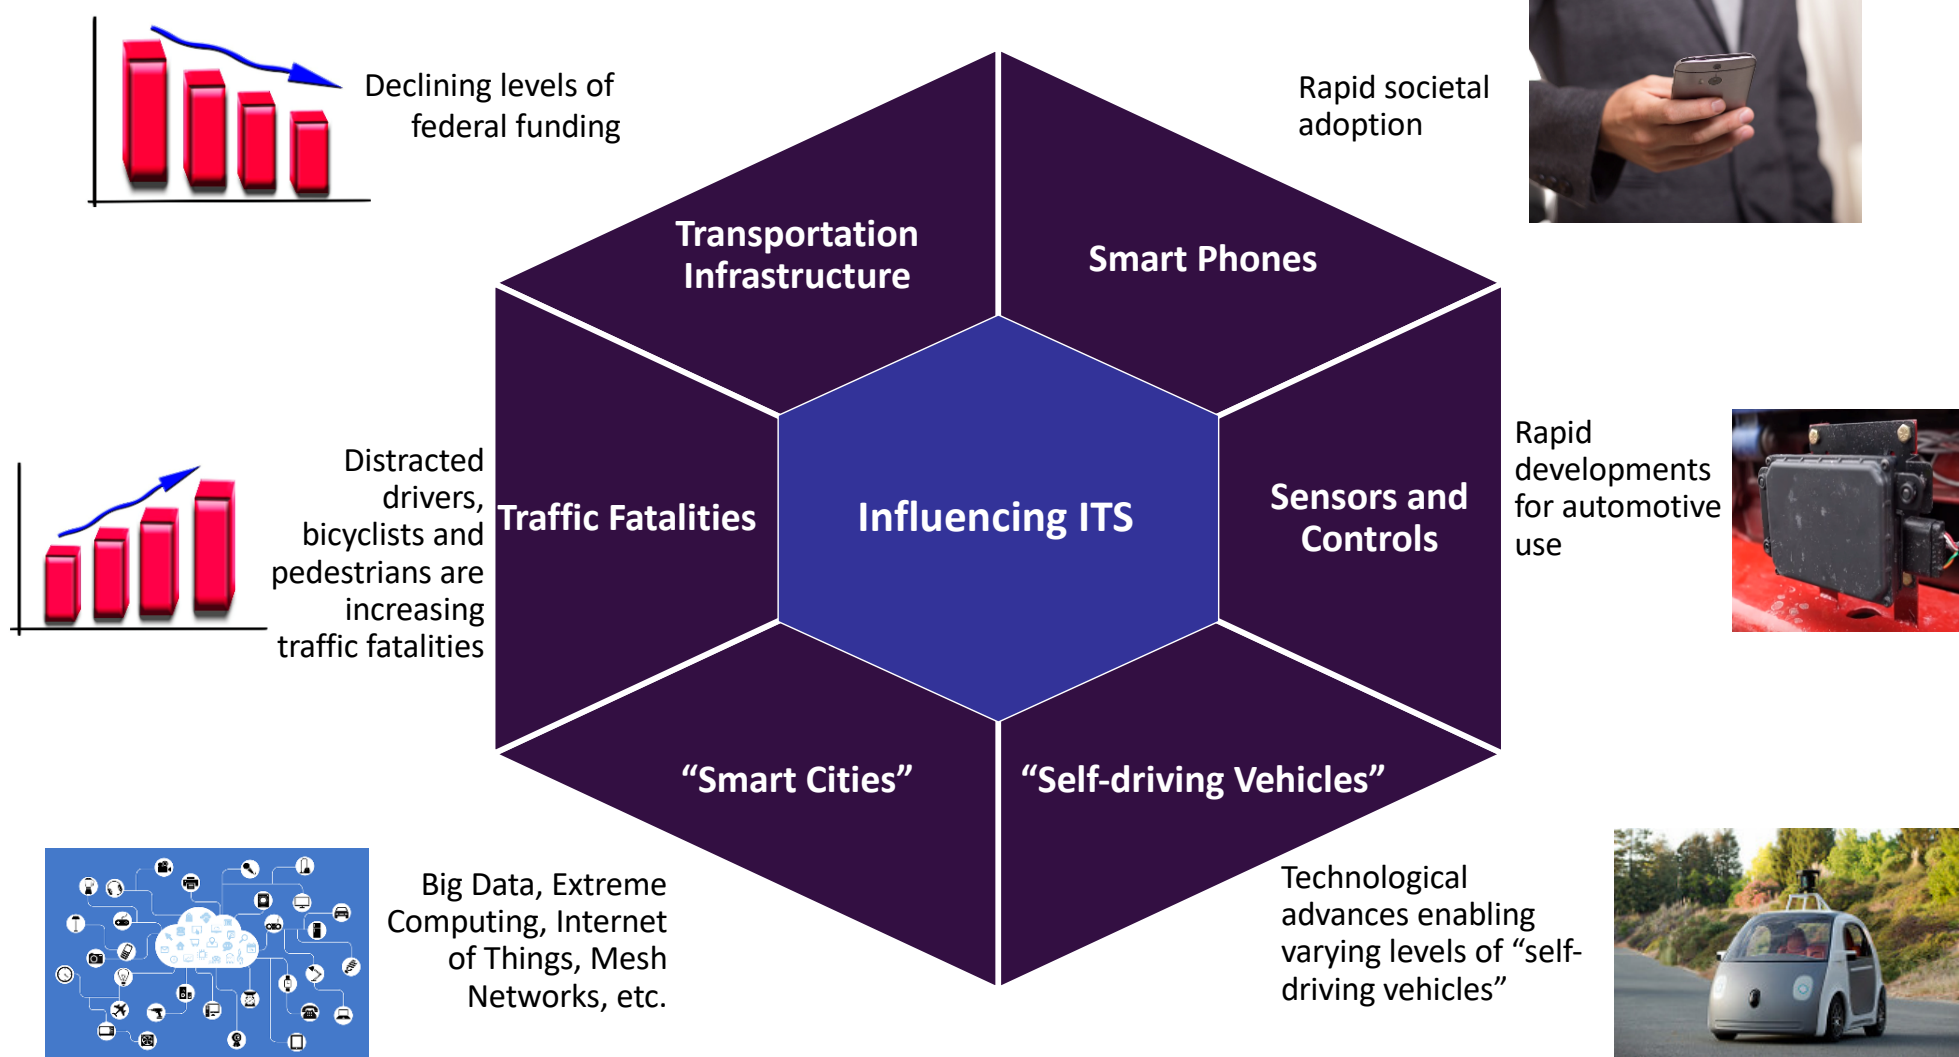 Declining levels of
federal funding
Rapid societal
adoption
Transportation
Infrastructure
Smart Phones
Distracted
drivers,
bicyclists and
pedestrians are
increasing
traffic fatalities
Traffic Fatalities
Influencing ITS
Sensors and
Controls
Rapid
developments
for automotive
use
“Smart Cities”
“Self-driving Vehicles”
Big Data, Extreme
Computing, Internet
of Things, Mesh
Networks, etc.
Technological
advances enabling
varying levels of “self-
driving vehicles”